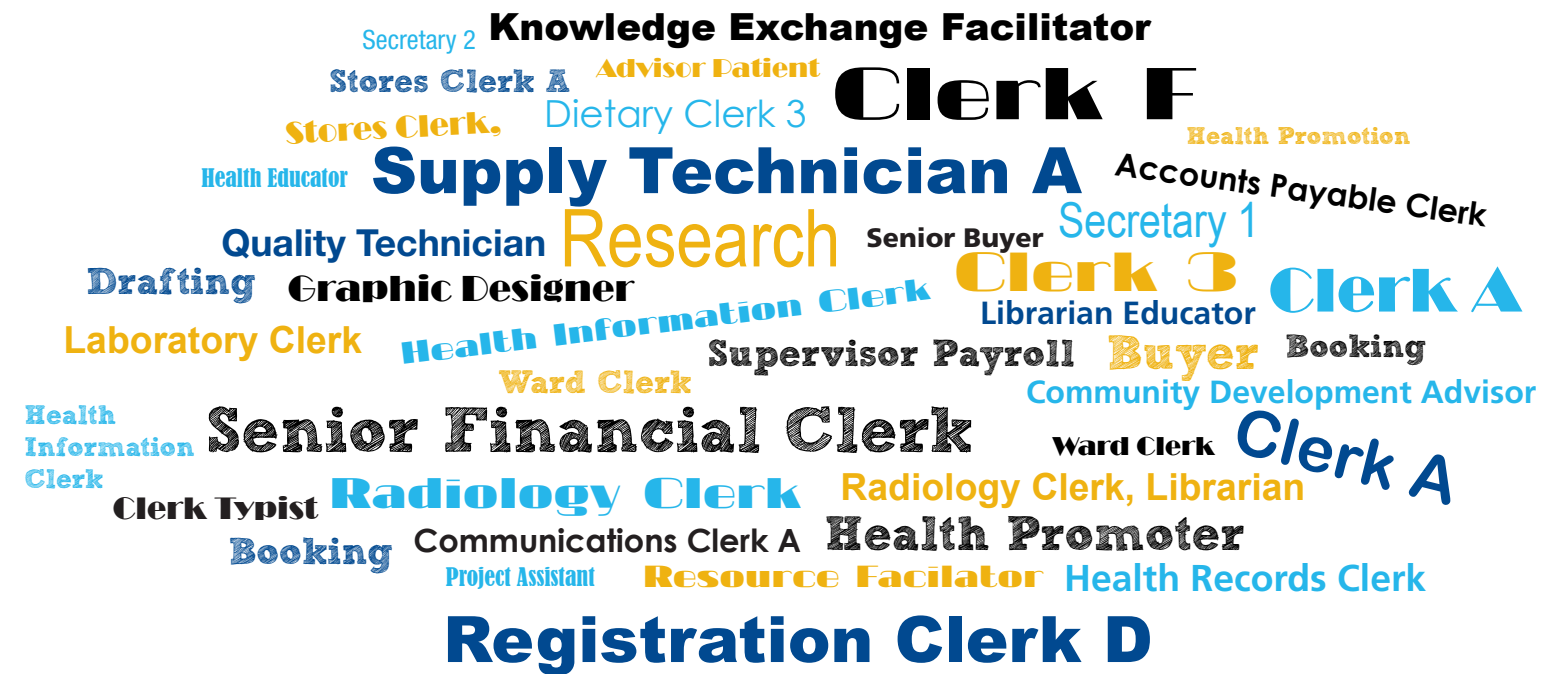 Secretary 2
Knowledge Exchange Facilitator
Stores Clerk A
Advisor Patient
Clerk F
Dietary Clerk 3
Stores Clerk,
Health Promotion
Health Educator
Supply Technician A
Accounts Payable Clerk
Quality Technician
Research
Senior Buyer
Secretary 1
Drafting
Graphic Designer
Clerk 3
Clerk A
Health Information Clerk
Librarian Educator
Laboratory Clerk
Supervisor Payroll
Buyer
Booking
Ward Clerk
Community Development Advisor
Health
Information
Clerk
Senior Financial Clerk
Ward Clerk
Clerk A
Clerk Typist
Radiology Clerk
Radiology Clerk, Librarian
Booking
Communications Clerk A
Health Promoter
Project Assistant
Resource Facilator
Health Records Clerk
Registration Clerk D